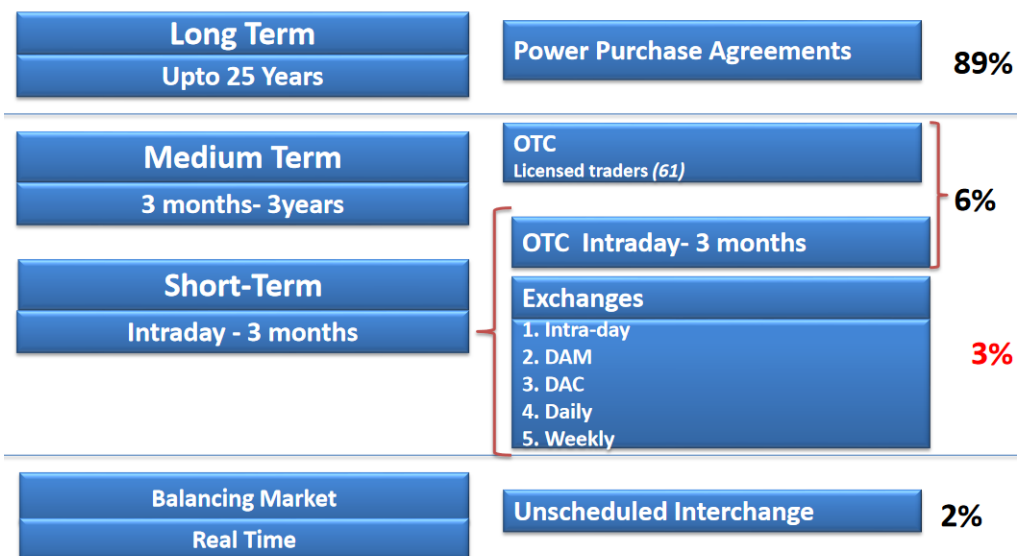 Long Term
Upto 25 Years
Power Purchase Agreements
89%
Medium Term
3 months- 3years
OTC
Licensed traders (61)
6%
OTC Intraday- 3 months
Short-Term
Intraday - 3 months
Exchanges
1. Intra-day
2. DAM
3. DAC
4. Daily
5. Weekly
3%
Balancing Market
Real Time
Unscheduled Interchange
2%